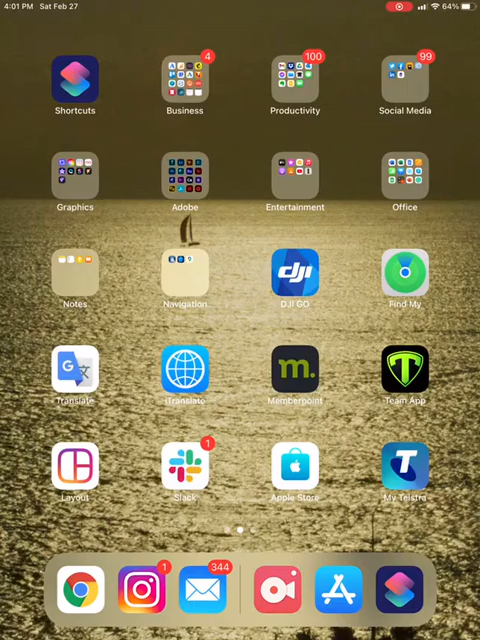 4:01 PM Sat Feb 27 64%
4 100 99
Shortcuts Business Productivity Social Media
Graphics Adobe Entertainment Office
dji
Notes Navigation DJI GO Find My
G 文 m. T
Translate iTranslate Memberpoint Team App
1 T
Layout Slack Apple Store My Telstra
1 344